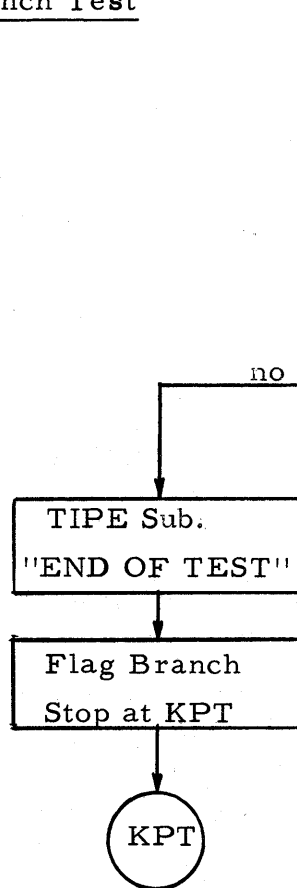 nch Test
no
TIPE Sub.
"END OF TEST"
Flag Branch
Stop at KPT
KPT